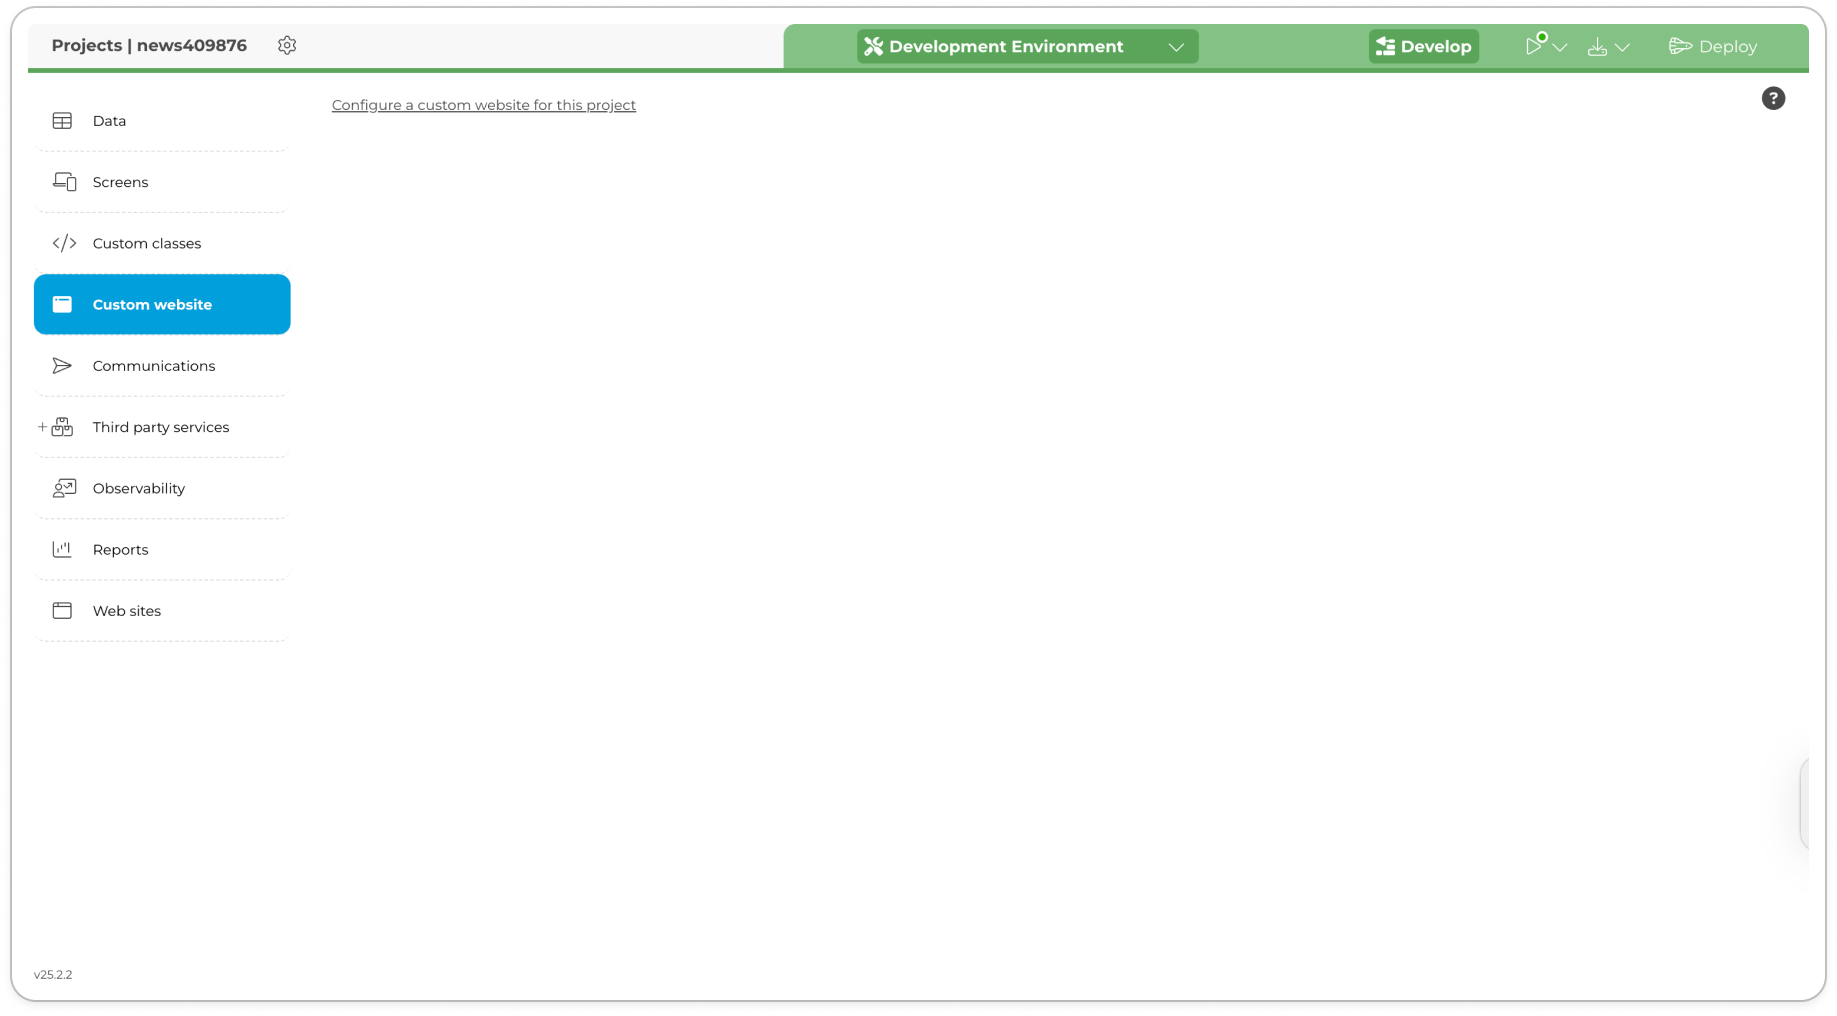 Projects | news409876
Development Environment
Develop
Deploy
Configure a custom website for this project
?
Data
Screens
Custom classes
Custom website
Communications
Third party services
Observability
Reports
Web sites
v25.2.2